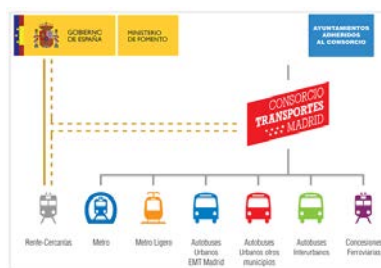 GOBIERNO
DE ESPAÑA
MINISTERIO
DE FOMENTO
AYUNTAMIENTOS
ADHERIDOS
AL CONSORCIO
CONSORCIO
TRANSPORTES
MADRID
Renfe-Cercanías
Metro
Metro Ligero
Autobuses
Urbanos
EMT Madrid
Autobuses
Urbanos otros
municipios
Autobuses
Interurbanos
Concesiones
Ferroviarias